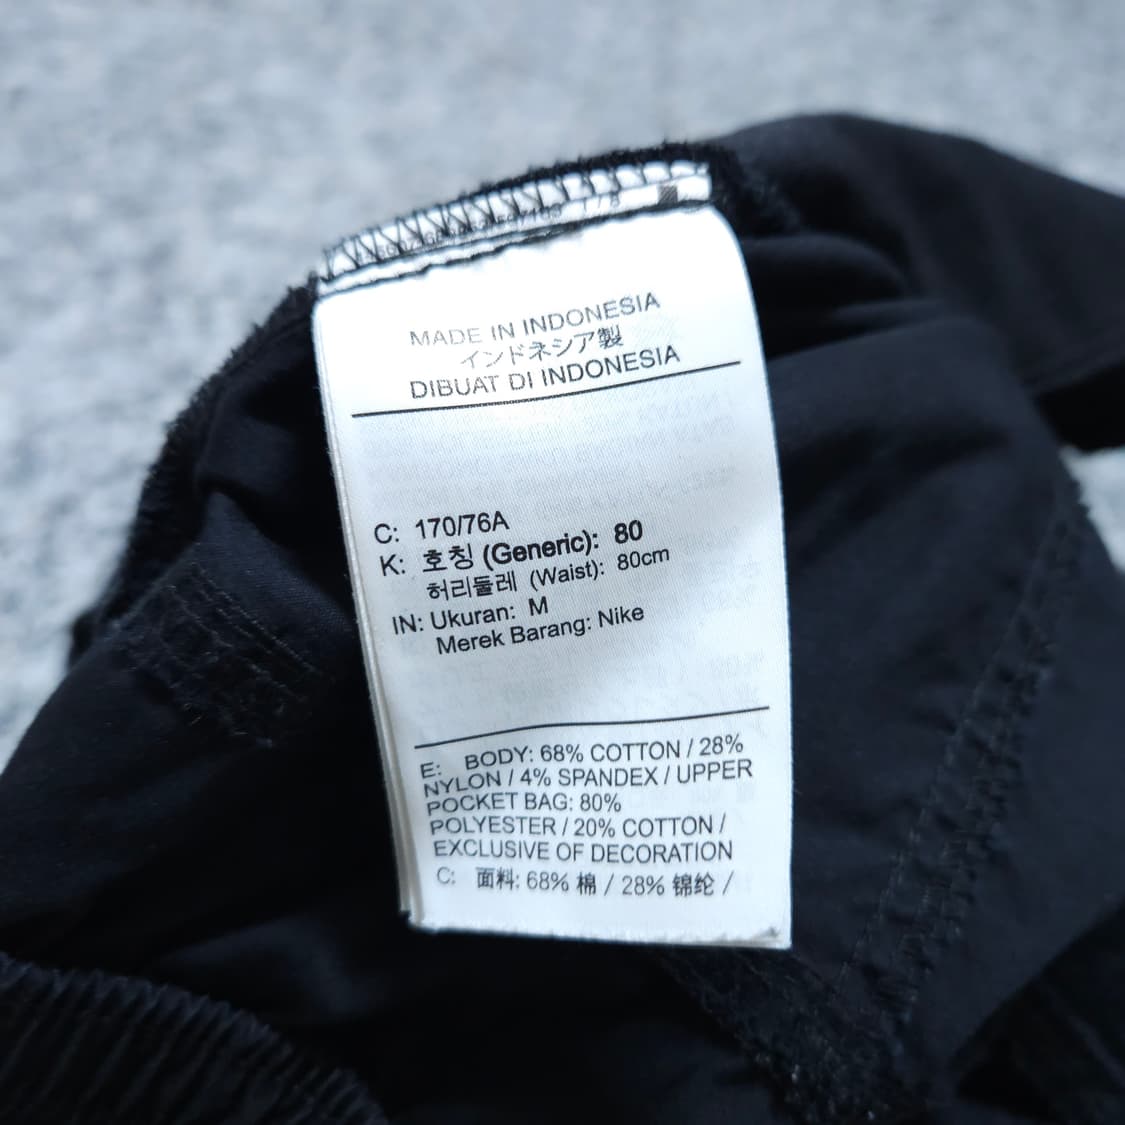 MADE IN INDONESIA
インドネシア製
DIBUAT DI INDONESIA
C: 170/76A
K: 호칭 (Generic): 80
허리둘레 (Waist): 80cm
IN: Ukuran: M
Merek Barang: Nike
E: BODY: 68% COTTON / 28%
NYLON / 4% SPANDEX / UPPER
POCKET BAG: 80%
POLYESTER / 20% COTTON /
EXCLUSIVE OF DECORATION
C: 面料: 68% 棉 / 28% 锦纶 /